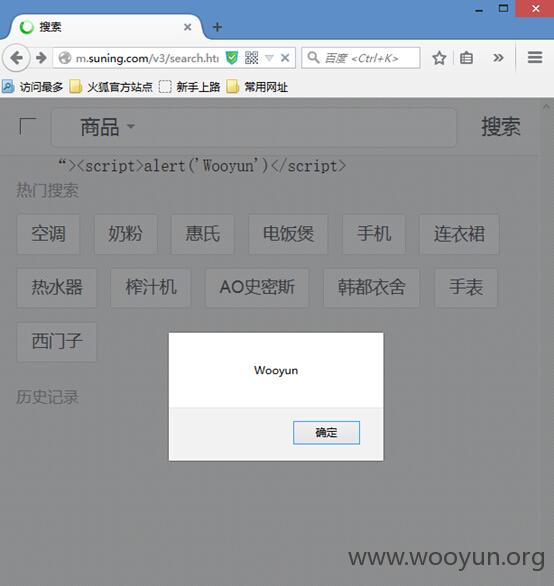 搜索
m.suning.com/v3/search.ht
百度 <Ctrl+K>
访问最多 火狐官方站点 新手上路 常用网址
商品 搜索
“><script>alert('Wooyun')</script>
热门搜索
空调 奶粉 惠氏 电饭煲 手机 连衣裙
热水器 榨汁机 AO史密斯 韩都衣舍 手表
西门子
历史记录
Wooyun
确定
www.wooyun.org